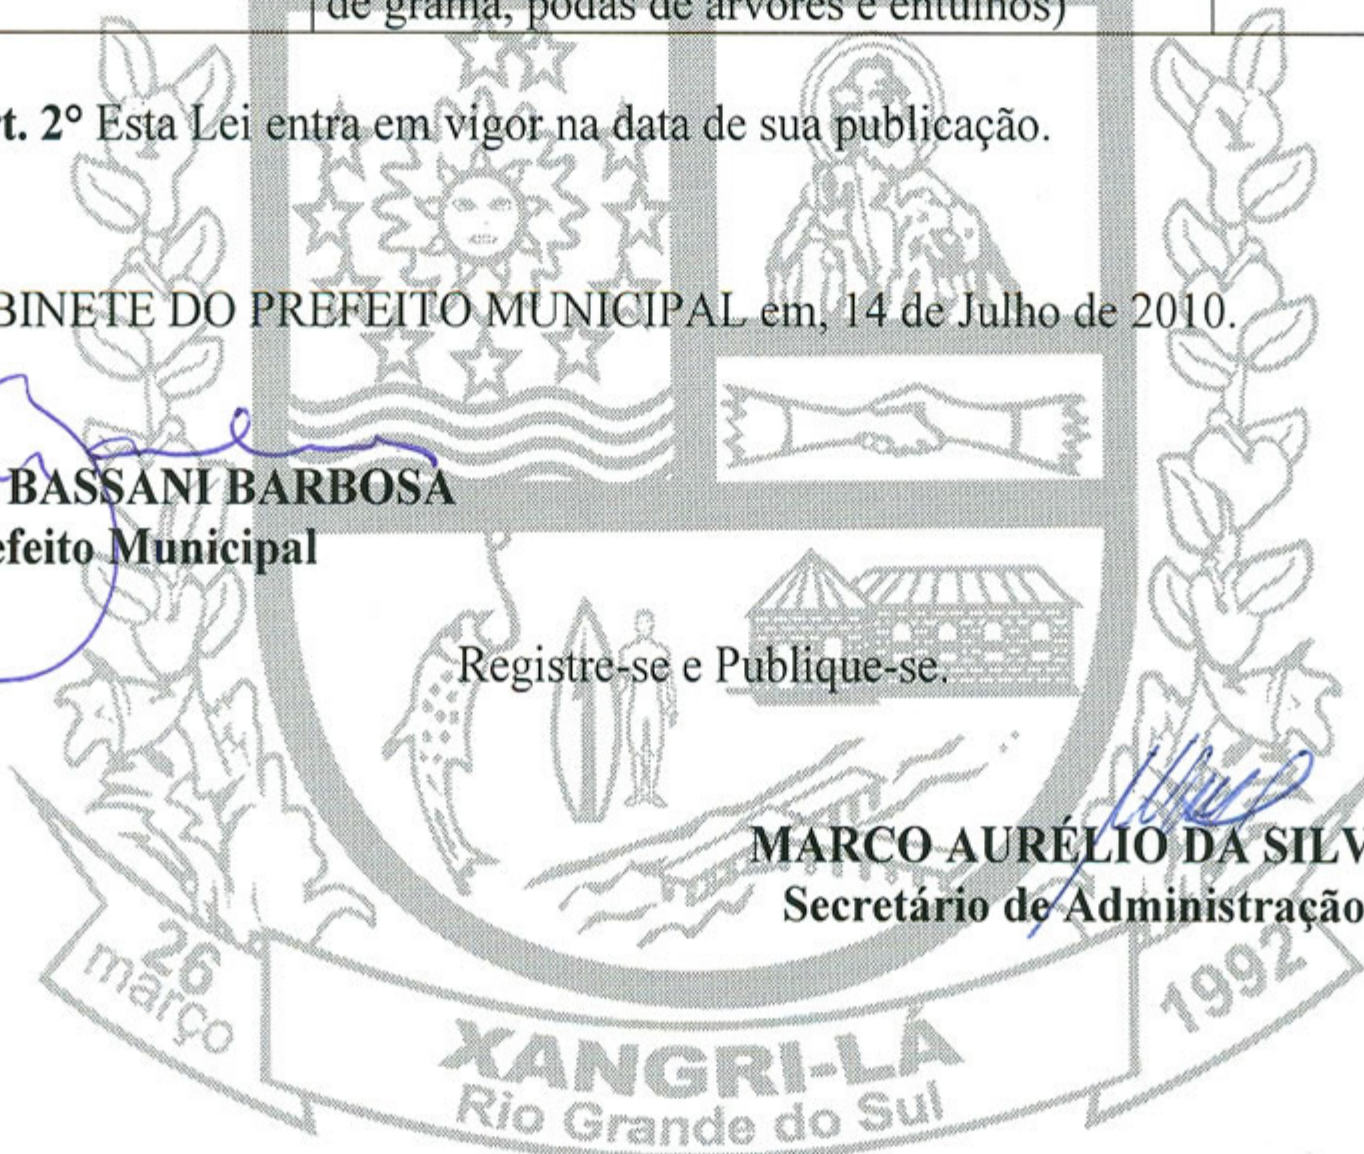 de grama, podas de árvores e entulhos)
t. 2° Esta Lei entra em vigor na data de sua publicação.
BINETE DO PREFEITO MUNICIPAL em, 14 de Julho de 2010.
BASSANI BARBOSA
efeito Municipal
Registre-se e Publique-se.
MARCO AURÉLIO DA SILV
Secretário de Administração
26
março
1992
XANGRI-LÁ
Rio Grande do Sul